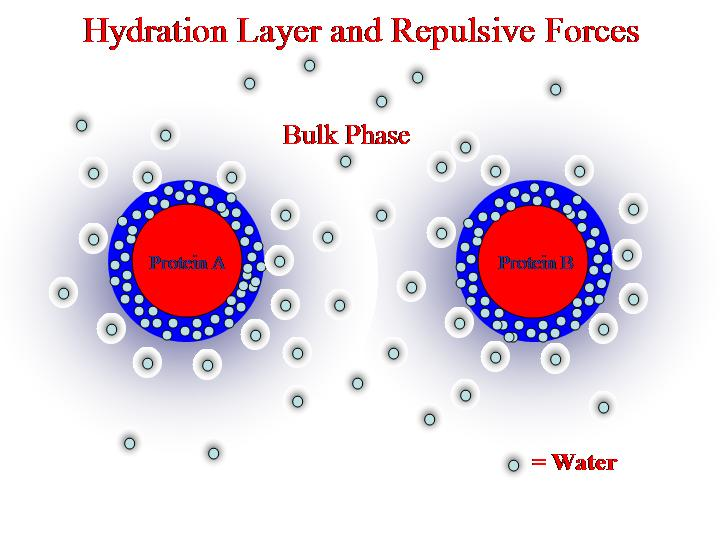 Hydration Layer and Repulsive Forces
Bulk Phase
Protein A
Protein B
= Water